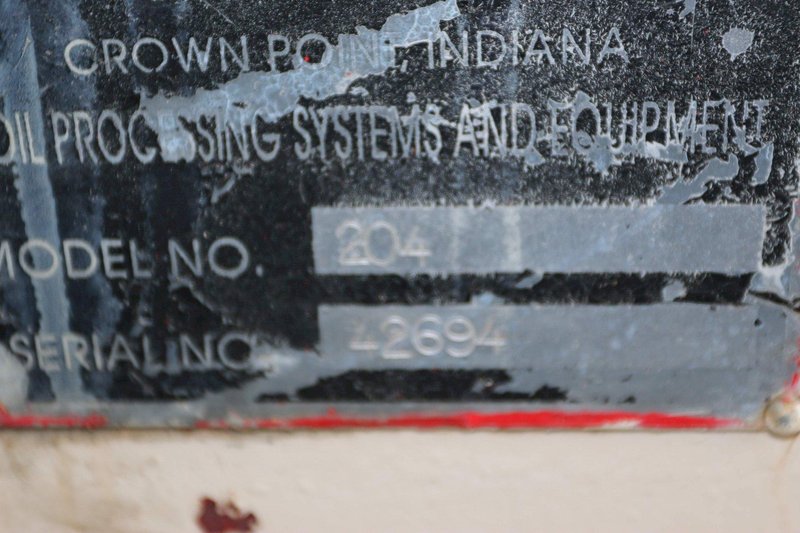 CROWN POINT, INDIANA
OIL PROCESSING SYSTEMS AND EQUIPMENT
MODEL NO. 204
SERIAL NO. 42694